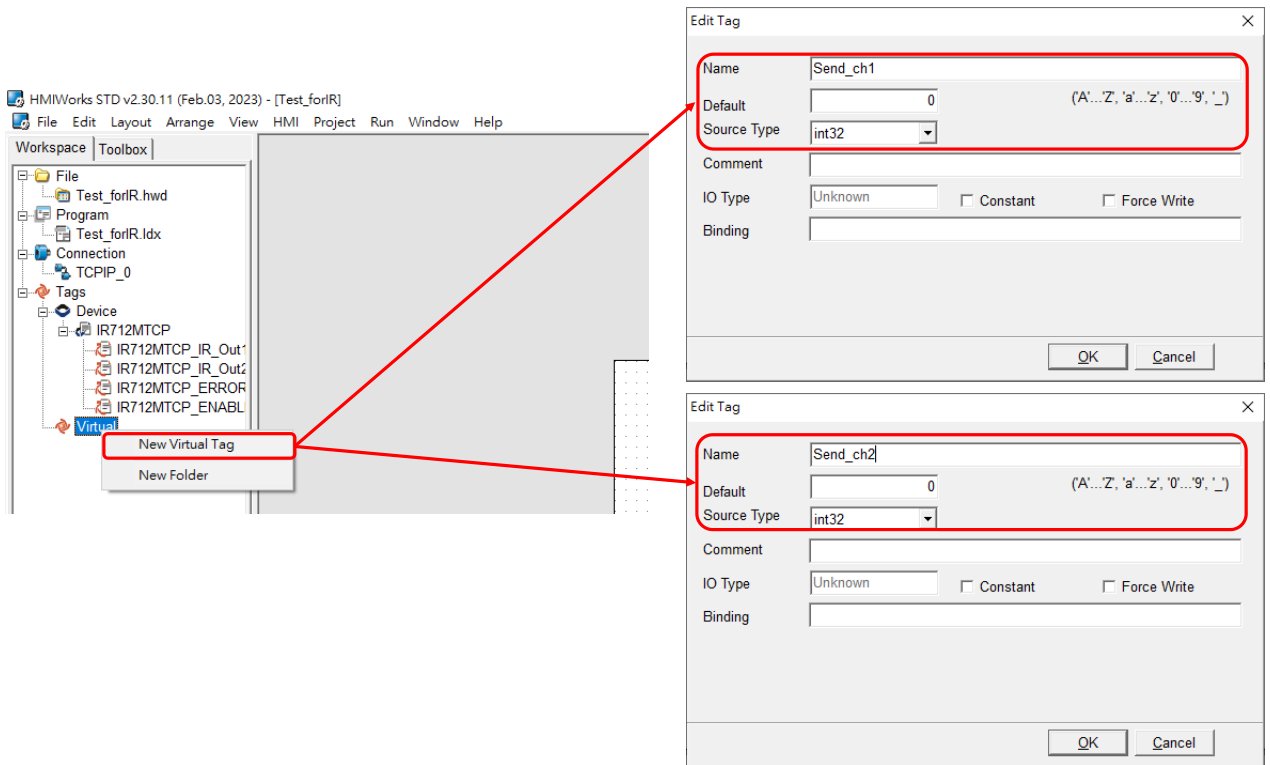 HMIWorks STD v2.30.11 (Feb.03, 2023) - [Test_forIR]
File Edit Layout Arrange View HMI Project Run Window Help
Workspace Toolbox
File
Test_forIR.hwd
Program
Test_forIR.ldx
Connection
TCPIP_0
Tags
Device
IR712MTCP
IR712MTCP_IR_Out1
IR712MTCP_IR_Out2
IR712MTCP_ERROR
IR712MTCP_ENABL
Virtual
New Virtual Tag
New Folder
Edit Tag
Name Send_ch1
Default 0 ('A'...'Z', 'a'...'z', '0'...'9', '_')
Source Type int32
Comment
IO Type Unknown Constant Force Write
Binding
OK Cancel
Edit Tag
Name Send_ch2
Default 0 ('A'...'Z', 'a'...'z', '0'...'9', '_')
Source Type int32
Comment
IO Type Unknown Constant Force Write
Binding
OK Cancel